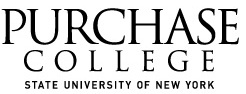 PURCHASE
COLLEGE
STATE UNIVERSITY OF NEW YORK